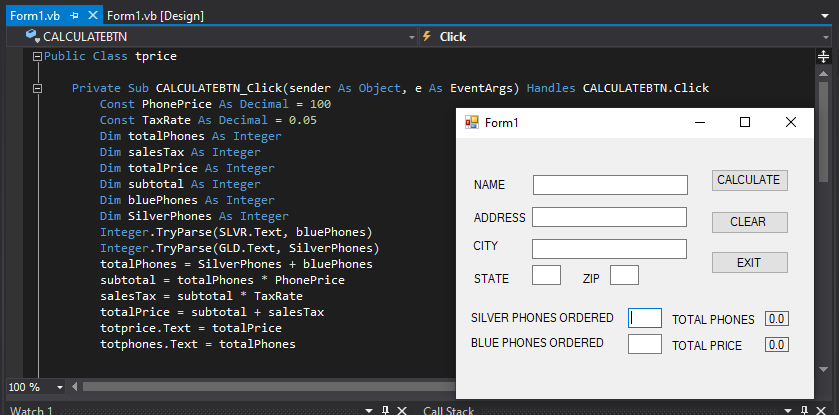 Form1.vb Form1.vb [Design]
CALCULATEBTN Click
Public Class tprice
Private Sub CALCULATEBTN_Click(sender As Object, e As EventArgs) Handles CALCULATEBTN.Click
Const PhonePrice As Decimal = 100
Const TaxRate As Decimal = 0.05
Dim totalPhones As Integer
Dim salesTax As Integer
Dim totalPrice As Integer
Dim subtotal As Integer
Dim bluePhones As Integer
Dim SilverPhones As Integer
Integer.TryParse(SLVR.Text, bluePhones)
Integer.TryParse(GLD.Text, SilverPhones)
totalPhones = SilverPhones + bluePhones
subtotal = totalPhones * PhonePrice
salesTax = subtotal * TaxRate
totalPrice = subtotal + salesTax
totprice.Text = totalPrice
totphones.Text = totalPhones
Form1
NAME CALCULATE
ADDRESS CLEAR
CITY
EXIT
STATE ZIP
SILVER PHONES ORDERED TOTAL PHONES 0.0
BLUE PHONES ORDERED TOTAL PRICE 0.0
100 %
Watch 1 Call Stack